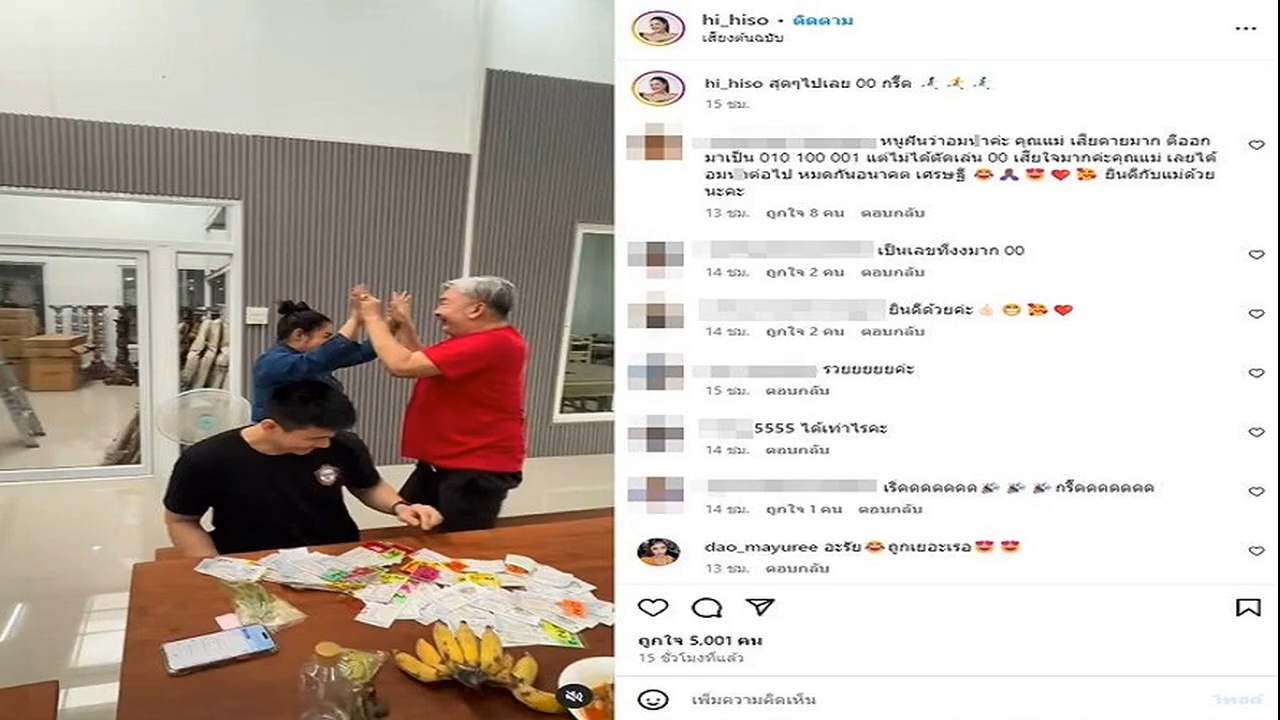 hi_hiso • ติดตาม
เสียงต้นฉบับ
hi_hiso สุดๆไปเลย 00 กรี๊ด
15 ชม.
หนูฝันว่าอม
ค่ะ คุณแม่ เสียดายมาก ตีออก
มาเป็น 010 100 001 แต่ไม่ได้ตัดเล่น 00 เสียใจมากค่ะคุณแม่ เลยได้
ต่อไป หมดกันอนาคต เศรษฐี 😂 🙏🏿 😍 ❤️ 🥰 ยินดีกับแม่ด้วย
นะคะ
13 ชม. ถูกใจ 8 คน ตอบกลับ
เป็นเลขที่งงมาก 00
14 ชม. ถูกใจ 2 คน ตอบกลับ
ยินดีด้วยค่ะ👍🏻 😁 🥰 ❤️
14 ชม. ถูกใจ 2 คน ตอบกลับ
รวยยยยยค่ะ
15 ชม. ตอบกลับ
5555 ได้เท่าไรคะ
14 ชม. ตอบกลับ
เริ่ดดดดดดด🎉 🎉 🎉กรี๊ดดดดดดด
14 ชม. ถูกใจ 1 คน ตอบกลับ
dao_mayuree อะรัย😂ถูกเยอะเรอ😍 😍
13 ชม. ตอบกลับ
ถูกใจ 5,001 คน
15 ชั่วโมงที่แล้ว
เพิ่มความคิดเห็น
โพสต์